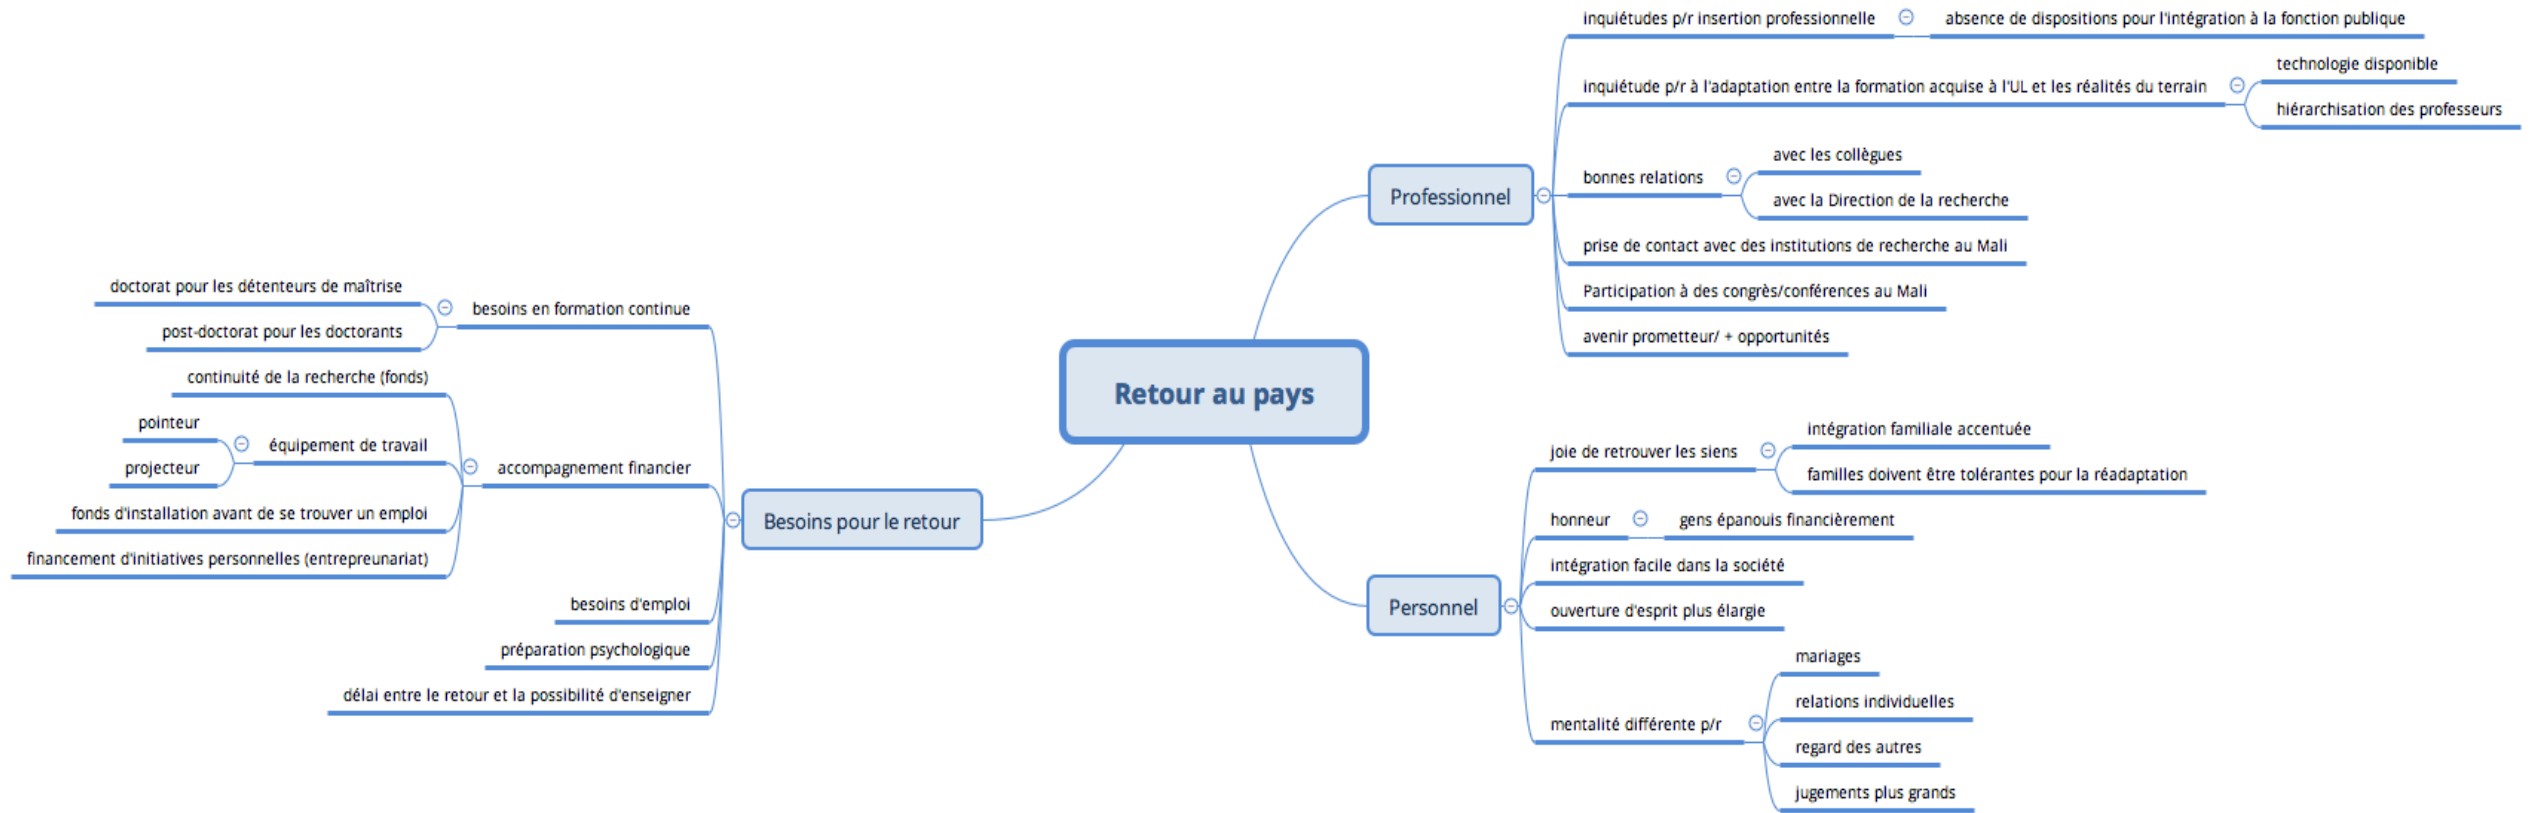 Retour au pays
Professionnel
inquiétudes p/r insertion professionnelle
absence de dispositions pour l'intégration à la fonction publique
inquiétude p/r à l'adaptation entre la formation acquise à l'UL et les réalités du terrain
technologie disponible
hiérarchisation des professeurs
bonnes relations
avec les collègues
avec la Direction de la recherche
prise de contact avec des institutions de recherche au Mali
Participation à des congrès/conférences au Mali
avenir prometteur/ + opportunités
Personnel
joie de retrouver les siens
intégration familiale accentuée
familles doivent être tolérantes pour la réadaptation
honneur
gens épanouis financièrement
intégration facile dans la société
ouverture d'esprit plus élargie
mentalité différente p/r
mariages
relations individuelles
regard des autres
jugements plus grands
Besoins pour le retour
besoins en formation continue
doctorat pour les détenteurs de maîtrise
post-doctorat pour les doctorants
accompagnement financier
continuité de la recherche (fonds)
équipement de travail
pointeur
projecteur
fonds d'installation avant de se trouver un emploi
financement d'initiatives personnelles (entrepreunariat)
besoins d'emploi
préparation psychologique
délai entre le retour et la possibilité d'enseigner